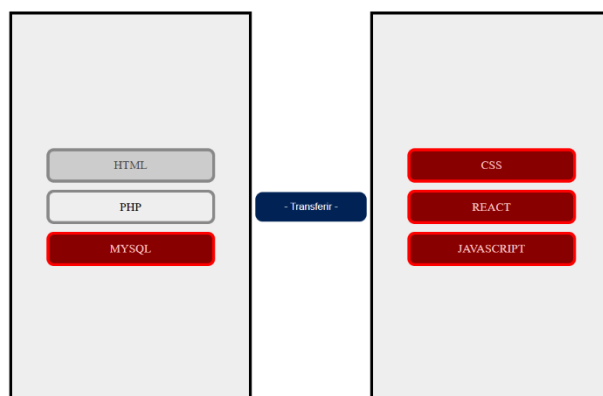 HTML
PHP
MYSQL
- Transferir -
CSS
REACT
JAVASCRIPT